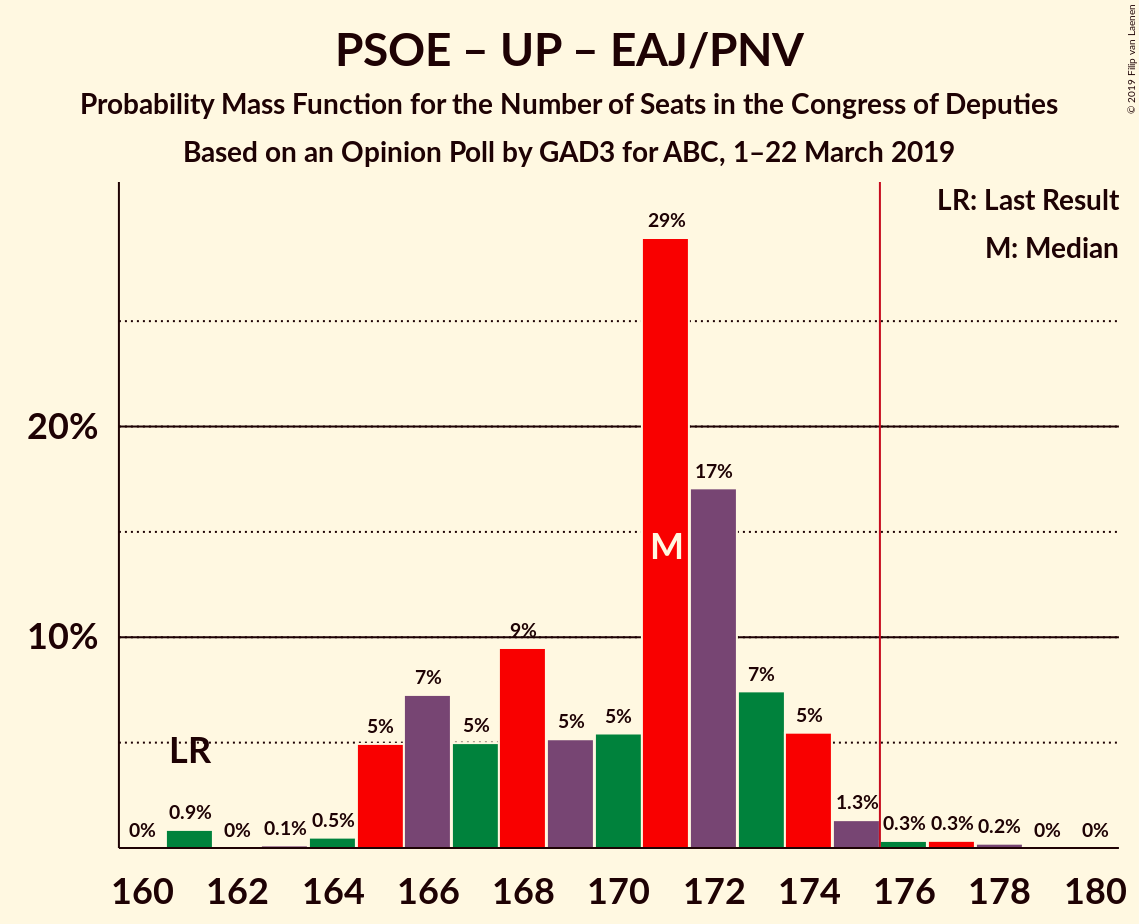 PSOE – UP – EAJ/PNV
Probability Mass Function for the Number of Seats in the Congress of Deputies
Based on an Opinion Poll by GAD3 for ABC, 1–22 March 2019
© 2019 Filip van Laenen
LR: Last Result
M: Median
20%
10%
0%
0.9%
0%
0.1%
0.5%
5%
7%
5%
9%
5%
5%
29%
17%
7%
5%
1.3%
0.3%
0.3%
0.2%
0%
0%
LR
M
160 162 164 166 168 170 172 174 176 178 180